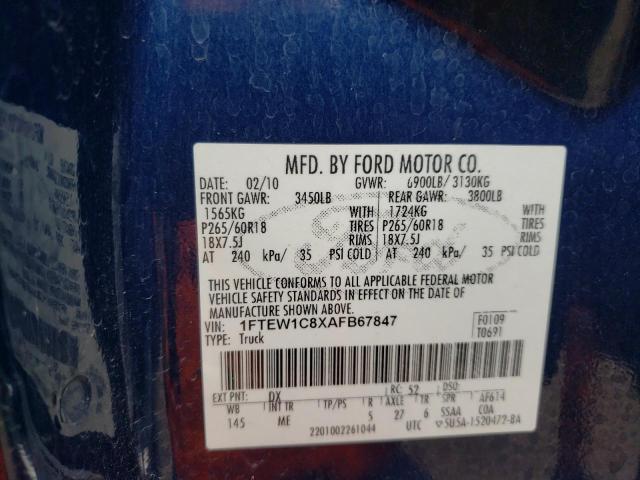 MFD. BY FORD MOTOR CO.
DATE: 02/10 GVWR: 6900LB/ 3130KG
FRONT GAWR: 3450LB REAR GAWR: 3800LB
1565KG WITH 1724KG WITH
P265/60R18 TIRES P265/60R18 TIRES
18X7.5J RIMS 18X7.5J RIMS
AT 240 kPa/ 35 PSI COLD AT 240 kPa/ 35 PSI COLD
THIS VEHICLE CONFORMS TO ALL APPLICABLE FEDERAL MOTOR
VEHICLE SAFETY STANDARDS IN EFFECT ON THE DATE OF
MANUFACTURE SHOWN ABOVE.
VIN: 1FTEW1C8XAFB67847 F0109
TYPE: Truck T0691
EXT PNT: DX RC: 52 DSO:
WB INT TR TP/PS R AXLE TR SPR AF614
145 ME 5 27 6 SSAA COA
2201002261044 UTC 5U5A-1520472-BA